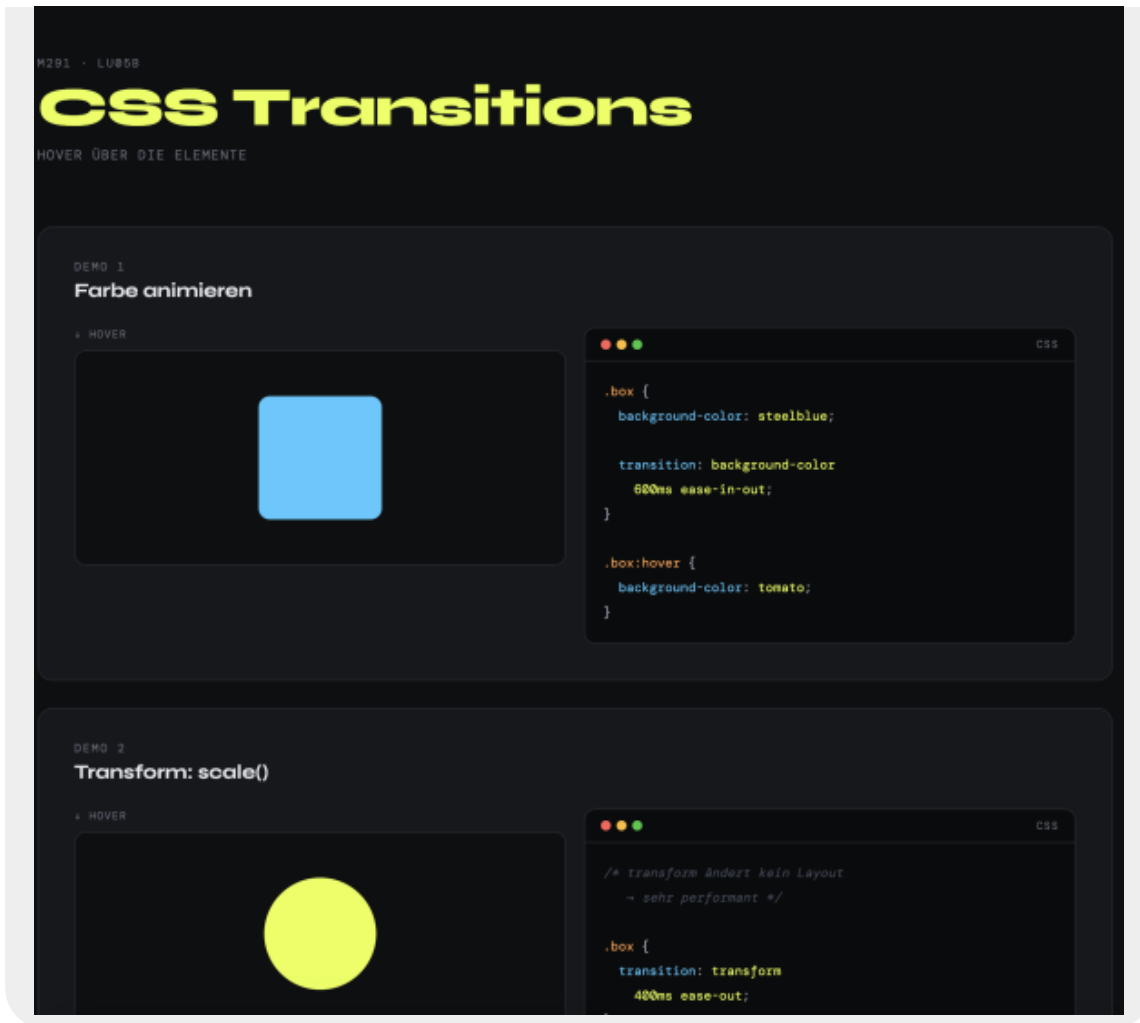 M291 · LU05B
CSS Transitions
HOVER ÜBER DIE ELEMENTE
DEMO 1
Farbe animieren
↓ HOVER
CSS
.box {
background-color: steelblue;
transition: background-color
600ms ease-in-out;
}
.box:hover {
background-color: tomato;
}
DEMO 2
Transform: scale()
↓ HOVER
CSS
/* transform ändert kein Layout
→ sehr performant */
.box {
transition: transform
400ms ease-out;